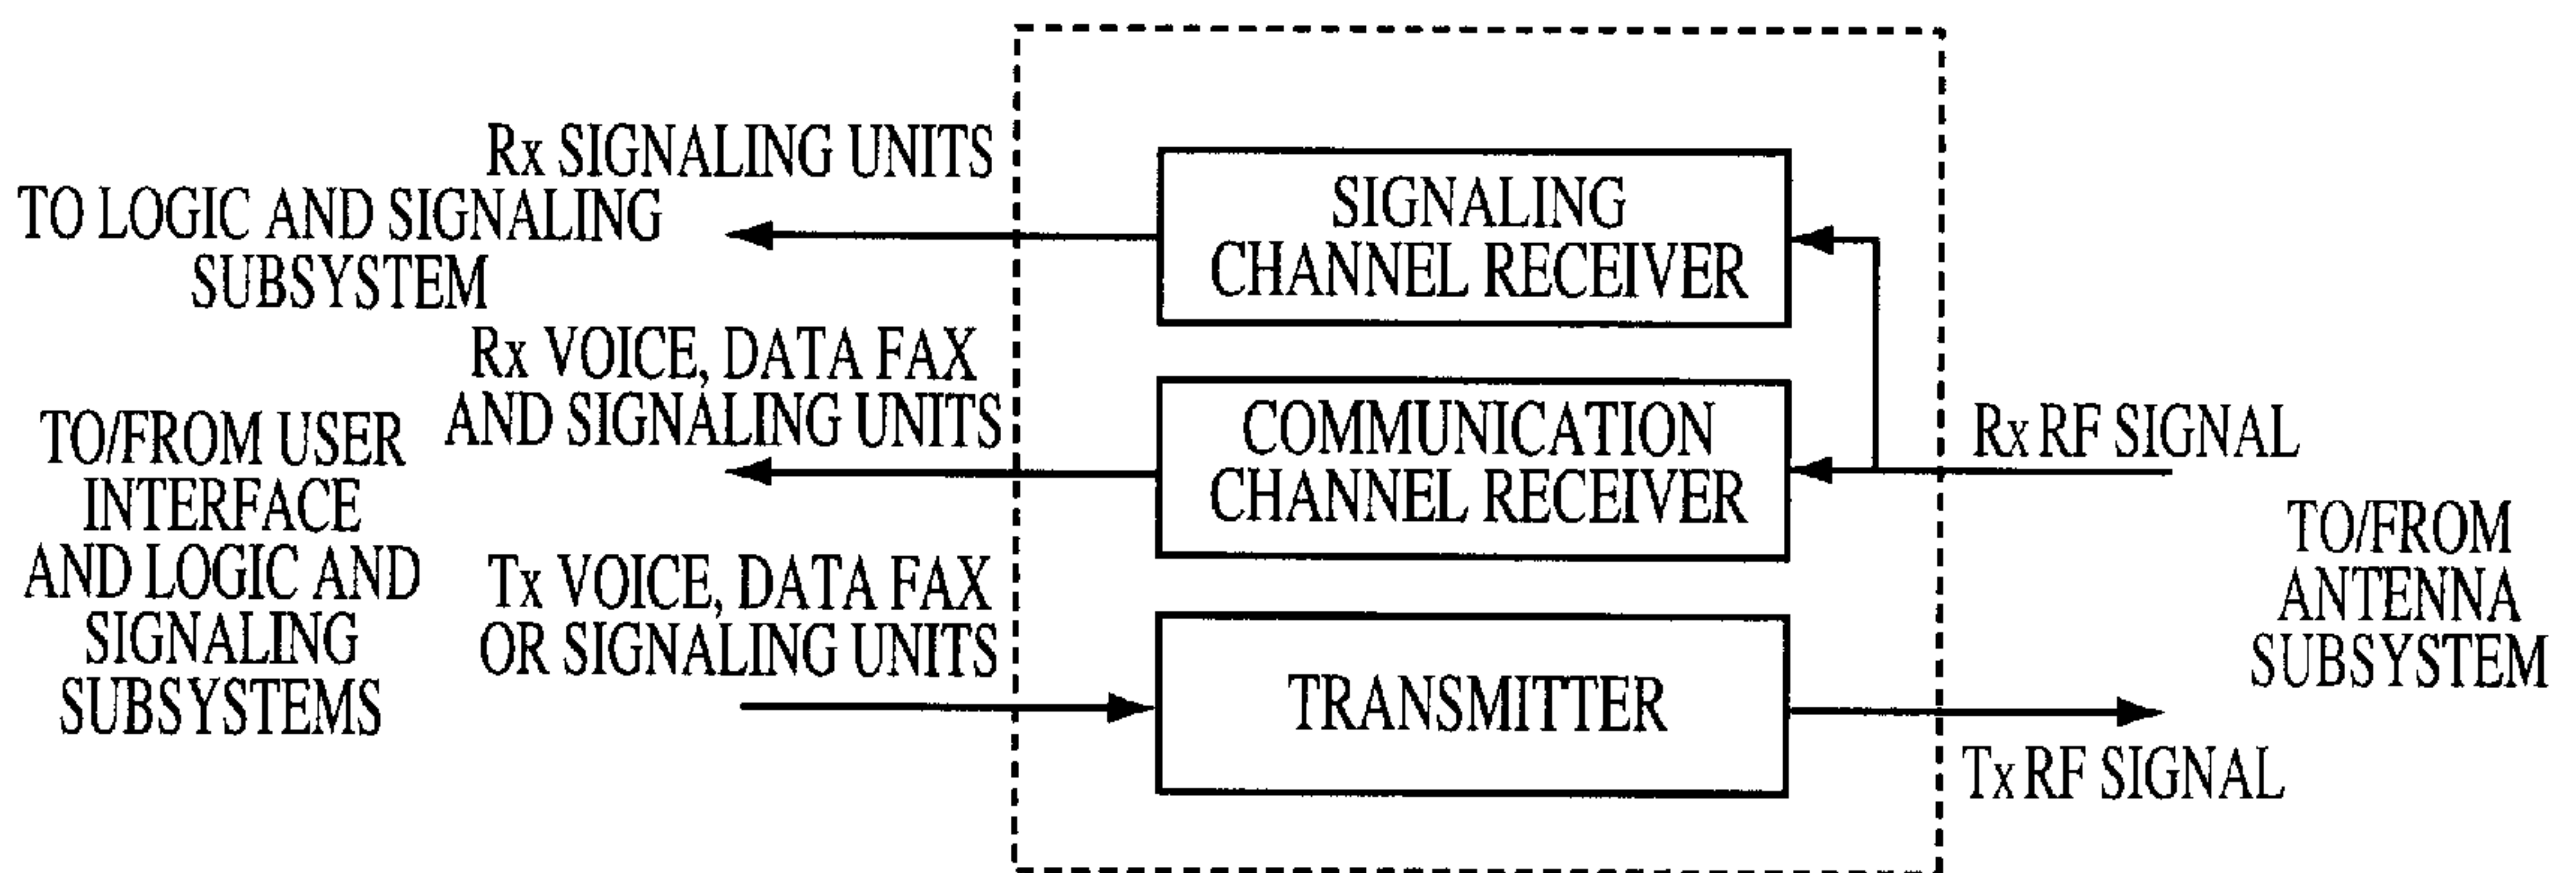 Rx SIGNALING UNITS
TO LOGIC AND SIGNALING
SUBSYSTEM
Rx VOICE, DATA FAX
AND SIGNALING UNITS
TO/FROM USER
INTERFACE
AND LOGIC AND
SIGNALING
SUBSYSTEMS
Tx VOICE, DATA FAX
OR SIGNALING UNITS
SIGNALING
CHANNEL RECEIVER
COMMUNICATION
CHANNEL RECEIVER
TRANSMITTER
Rx RF SIGNAL
TO/FROM
ANTENNA
SUBSYSTEM
Tx RF SIGNAL